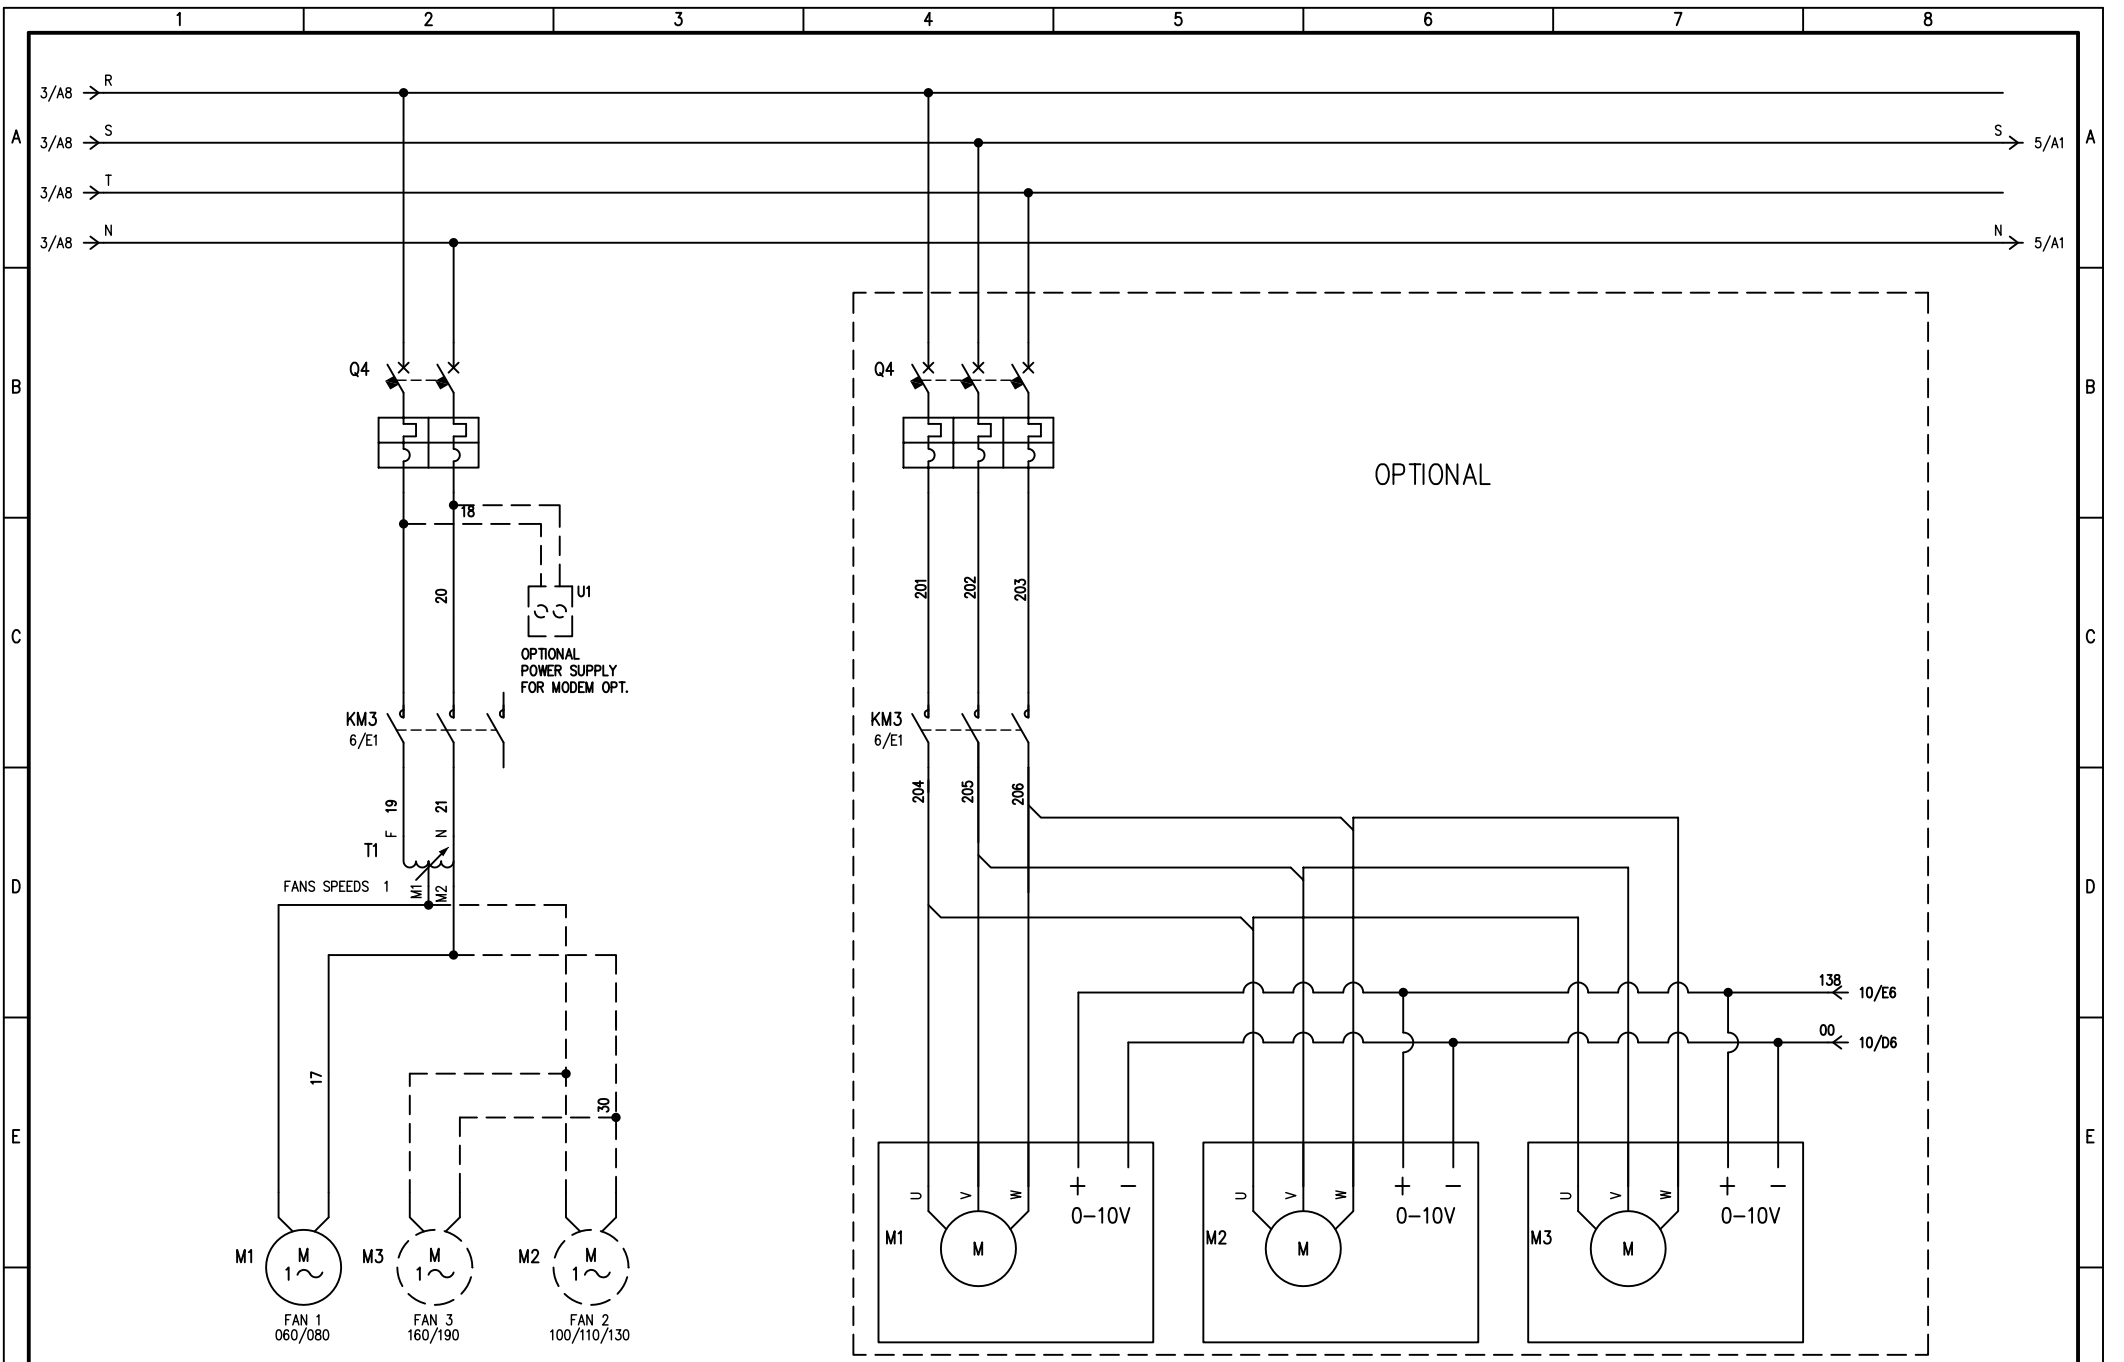 1 2 3 4 5 6 7 8
R
3/A8
S S
A 3/A8 5/A1 A
T
3/A8
N N
3/A8 5/A1
Q4 Q4
B B
OPTIONAL
18
201 202 203
20 U1
C C
OPTIONAL
POWER SUPPLY
FOR MODEM OPT.
KM3 KM3
6/E1 6/E1
204 205 206
19 21
F N
T1
FANS SPEEDS 1 M1 M2
D D
138
10/E6
00
10/D6
17
30
E E
U V W + − U V W + − U V W + −
0-10V 0-10V 0-10V
M1 M2 M3
M M M
M1 M M3 M M2 M
1~ 1~ 1~
FAN 1 FAN 3 FAN 2
060/080 160/190 100/110/130